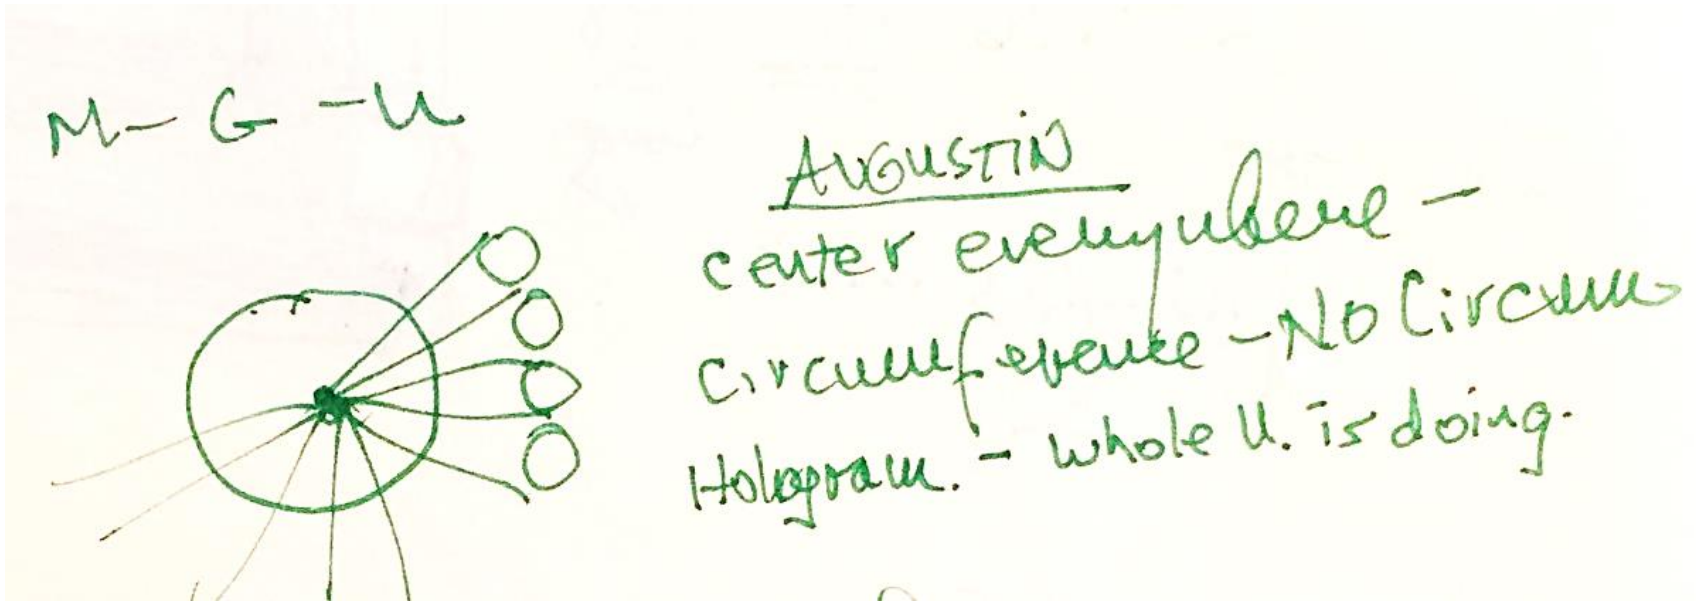 M - G - U
AUGUSTIN
center everywhere -
Circumference - NO Circum
Hologram. - whole U. is doing.